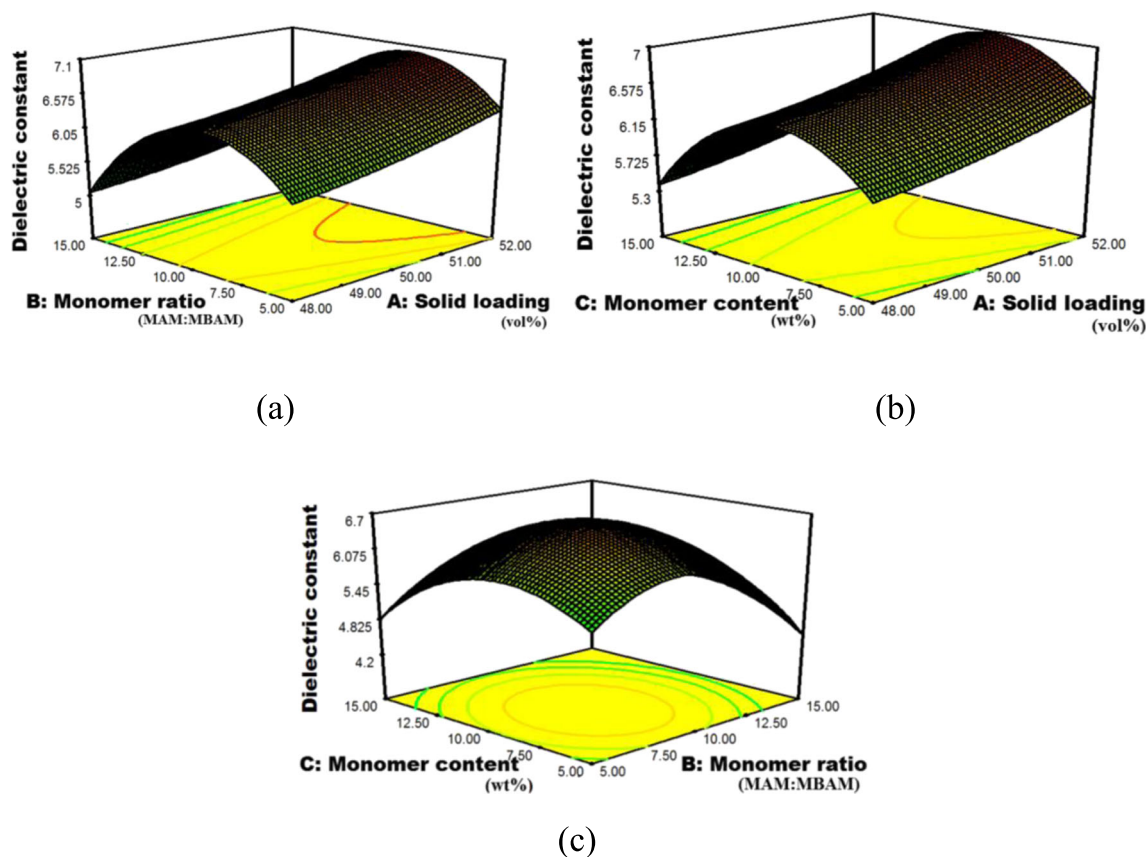 Dielectric constant
7.1
6.575
6.05
5.525
5
15.00
12.50
10.00
7.50
5.00
48.00
49.00
50.00
51.00
52.00
B: Monomer ratio
(MAM:MBAM)
A: Solid loading
(vol%)
(a)
Dielectric constant
7
6.575
6.15
5.725
5.3
15.00
12.50
10.00
7.50
5.00
48.00
49.00
50.00
51.00
52.00
C: Monomer content
(wt%)
A: Solid loading
(vol%)
(b)
Dielectric constant
6.7
6.075
5.45
4.825
4.2
15.00
12.50
10.00
7.50
5.00
5.00
7.50
10.00
12.50
15.00
C: Monomer content
(wt%)
B: Monomer ratio
(MAM:MBAM)
(c)